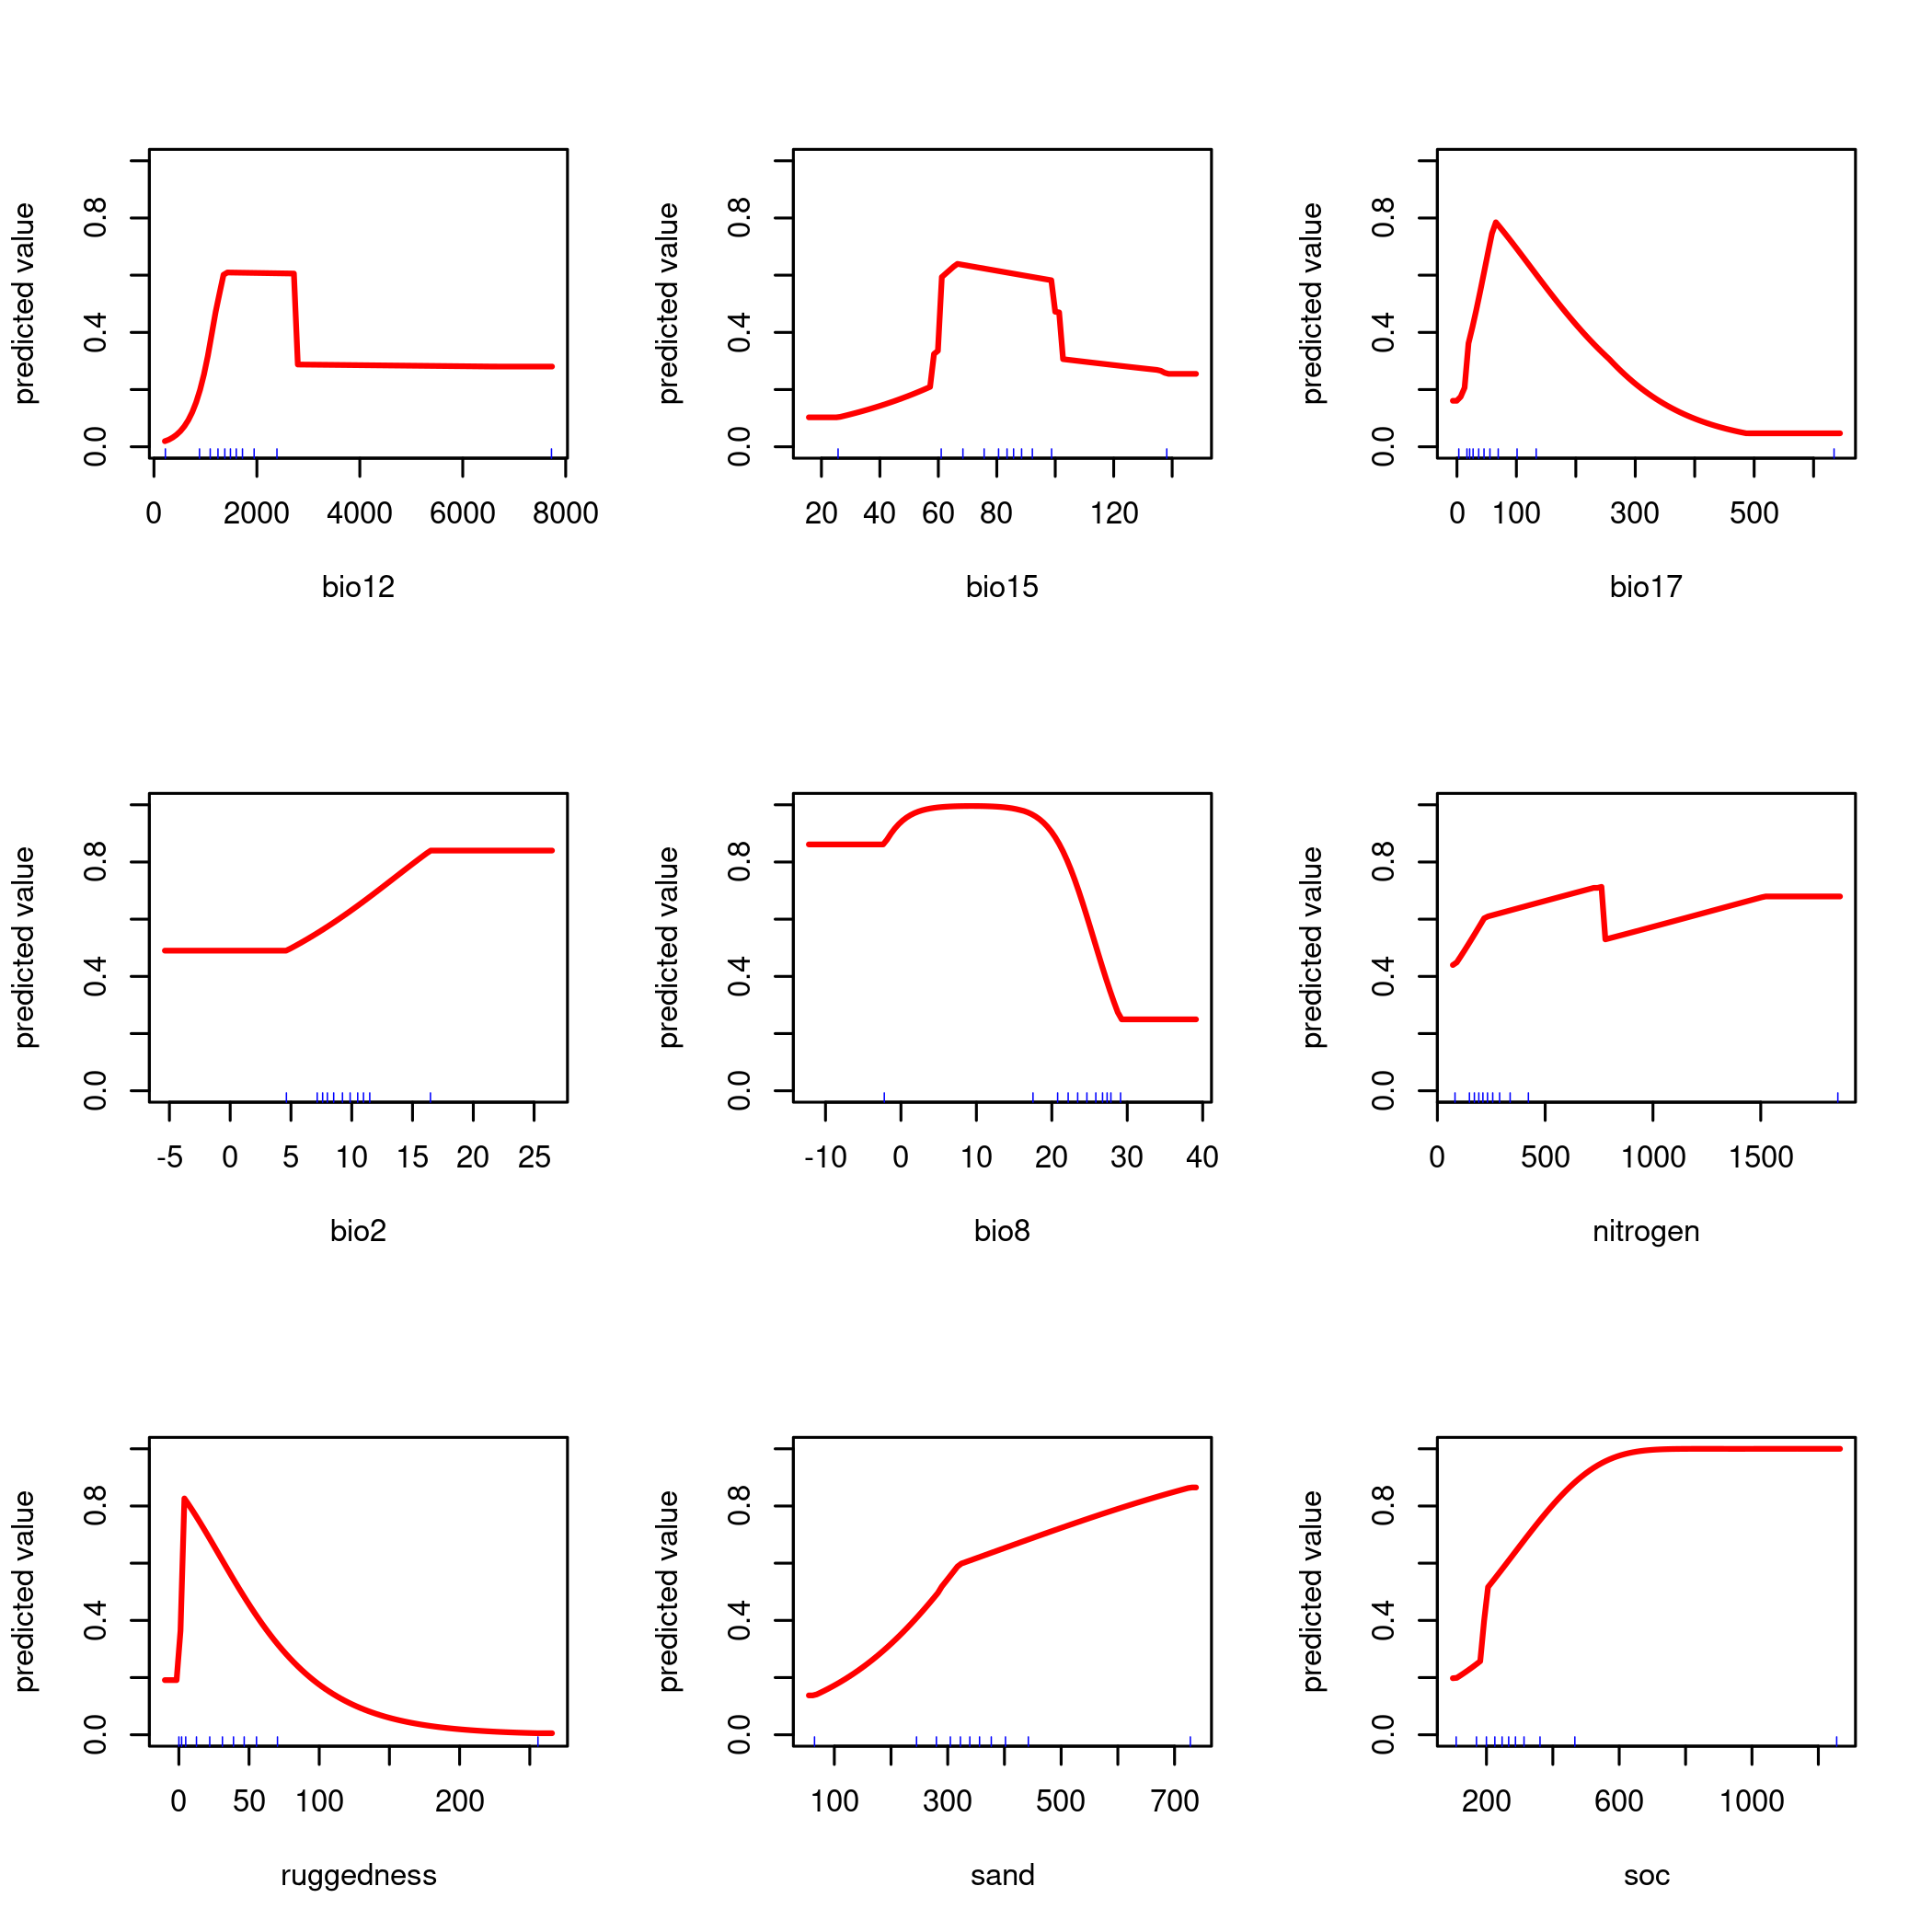 predicted value
0.0 0.4 0.8
0 2000 4000 6000 8000
bio12
predicted value
0.0 0.4 0.8
20 40 60 80 120
bio15
predicted value
0.0 0.4 0.8
0 100 300 500
bio17
predicted value
0.0 0.4 0.8
-5 0 5 10 15 20 25
bio2
predicted value
0.0 0.4 0.8
-10 0 10 20 30 40
bio8
predicted value
0.0 0.4 0.8
0 500 1000 1500
nitrogen
predicted value
0.0 0.4 0.8
0 50 100 200
ruggedness
predicted value
0.0 0.4 0.8
100 300 500 700
sand
predicted value
0.0 0.4 0.8
200 600 1000
soc